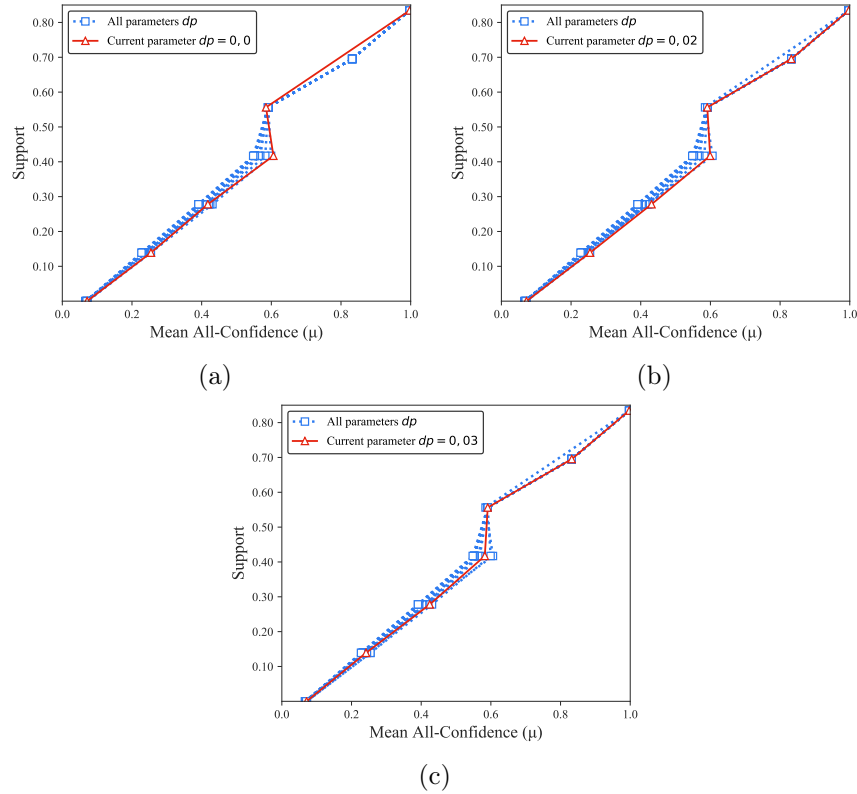 All parameters dp
Current parameter dp = 0, 0
0.80
0.70
0.60
0.50
0.40
0.30
0.20
0.10
Support
0.0 0.2 0.4 0.6 0.8 1.0
Mean All-Confidence (μ)
(a)
All parameters dp
Current parameter dp = 0, 02
0.80
0.70
0.60
0.50
0.40
0.30
0.20
0.10
Support
0.0 0.2 0.4 0.6 0.8 1.0
Mean All-Confidence (μ)
(b)
All parameters dp
Current parameter dp = 0, 03
0.80
0.70
0.60
0.50
0.40
0.30
0.20
0.10
Support
0.0 0.2 0.4 0.6 0.8 1.0
Mean All-Confidence (μ)
(c)